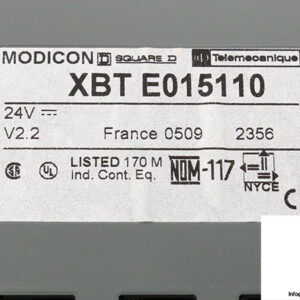 MODICON SQUARE D Telemecanique
XBT E015110
24V
V2.2 France 0509 2356
LISTED 170 M
Ind. Cont. Eq.
NOM-117
NYCE